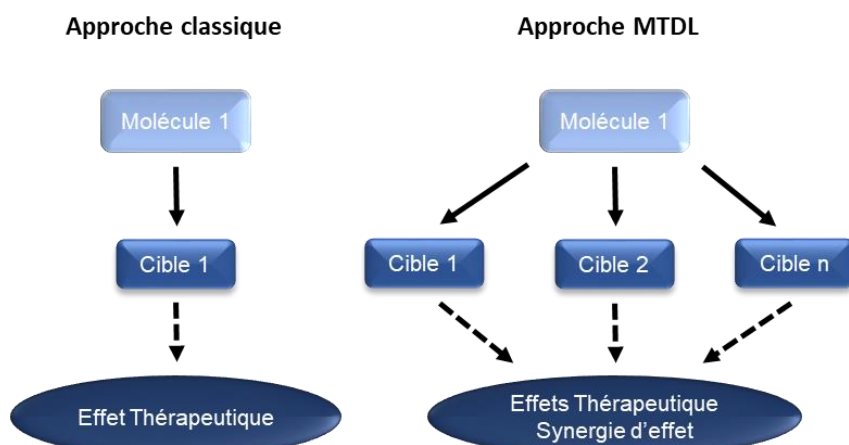 Approche classique
Approche MTDL
Molécule 1
Molécule 1
Cible 1
Cible 1
Cible 2
Cible n
Effet Thérapeutique
Effets Thérapeutique
Synergie d'effet